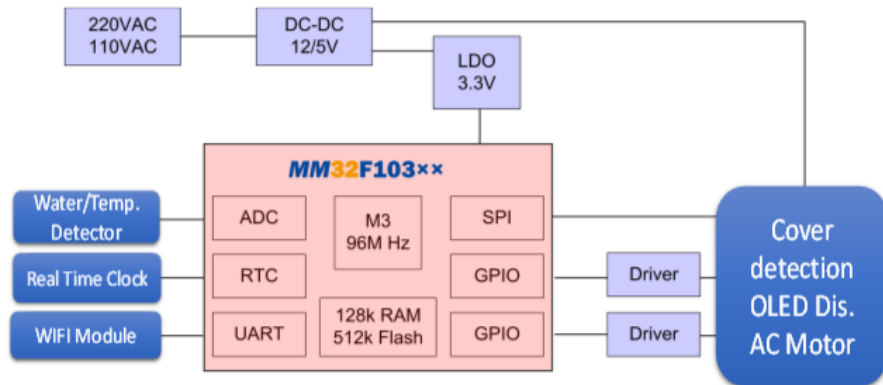 220VAC
110VAC
DC-DC
12/5V
LDO
3.3V
MM32F103××
Water/Temp.
Detector
ADC
M3
96M Hz
SPI
Real Time Clock
RTC
GPIO
Driver
WIFI Module
UART
128k RAM
512k Flash
GPIO
Driver
Cover
detection
OLED Dis.
AC Motor